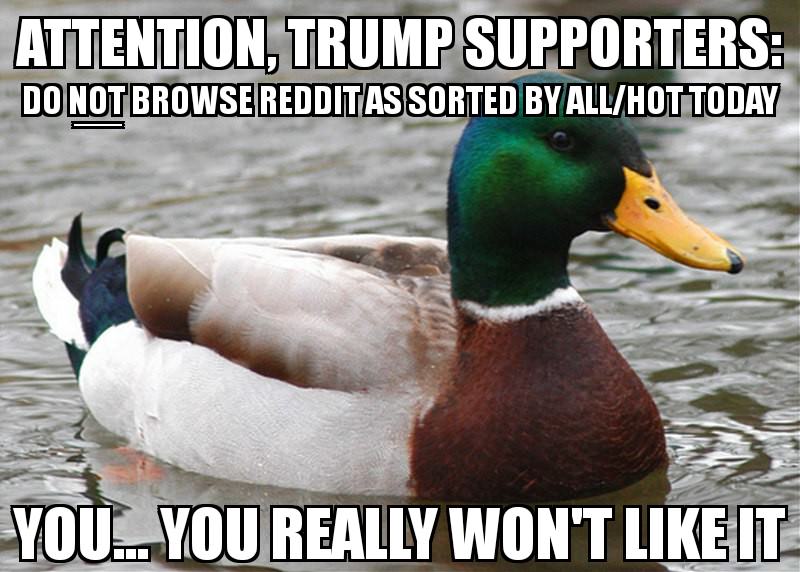 ATTENTION, TRUMP SUPPORTERS:
DO NOT BROWSE REDDIT AS SORTED BY ALL/HOT TODAY
YOU... YOU REALLY WON'T LIKE IT